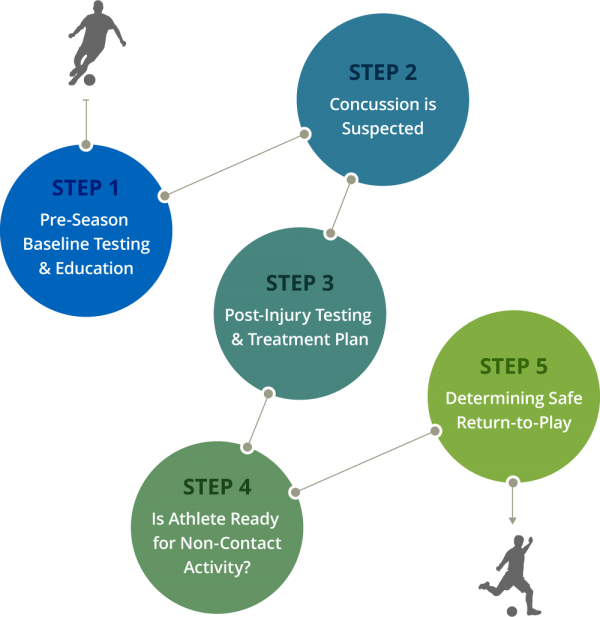 STEP 1
Pre-Season
Baseline Testing
& Education
STEP 2
Concussion is
Suspected
STEP 3
Post-Injury Testing
& Treatment Plan
STEP 4
Is Athlete Ready
for Non-Contact
Activity?
STEP 5
Determining Safe
Return-to-Play